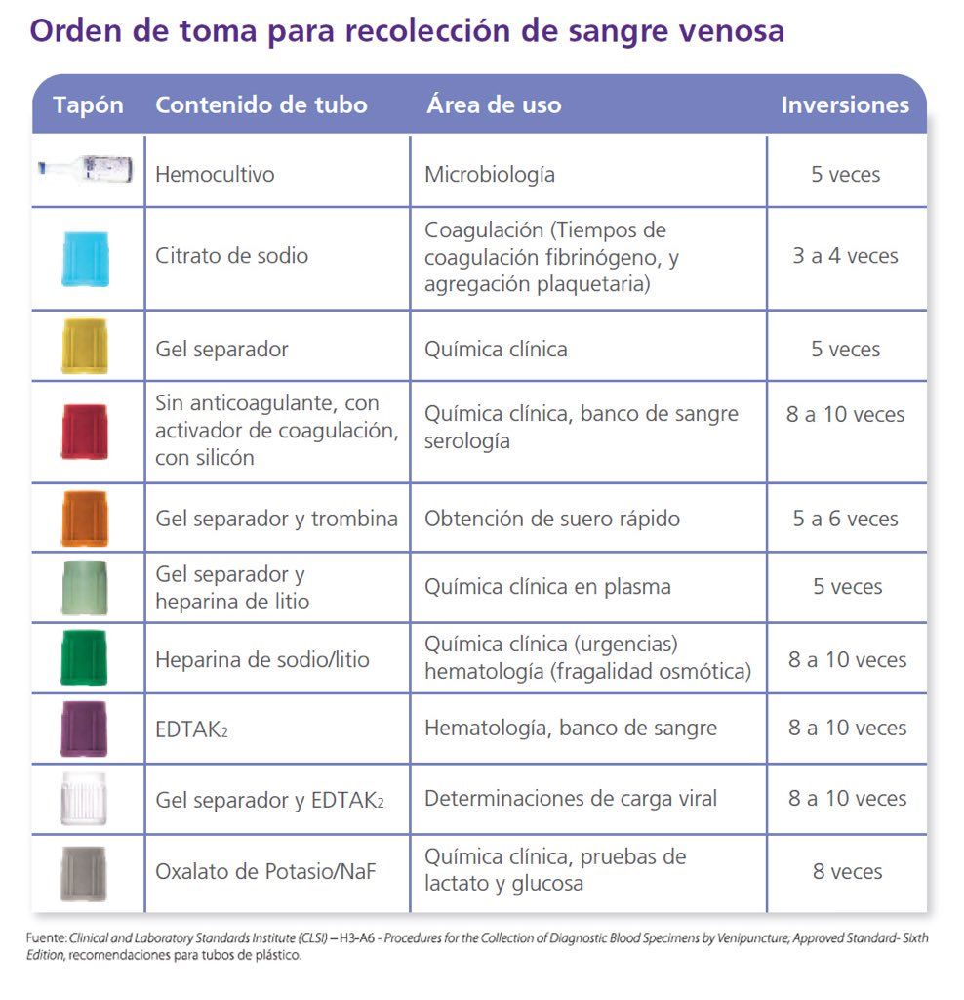 Orden de toma para recolección de sangre venosa
Tapón Contenido de tubo Área de uso Inversiones
Hemocultivo Microbiología 5 veces
Citrato de sodio
Coagulación (Tiempos de
coagulación fibrinógeno, y
agregación plaquetaria)
3 a 4 veces
Gel separador Química clínica 5 veces
Sin anticoagulante, con
activador de coagulación,
con silicón
Química clínica, banco de sangre
serología
8 a 10 veces
Gel separador y trombina Obtención de suero rápido 5 a 6 veces
Gel separador y
heparina de litio
Química clínica en plasma 5 veces
Heparina de sodio/litio
Química clínica (urgencias)
hematología (fragalidad osmótica)
8 a 10 veces
EDTAK₂ Hematología, banco de sangre 8 a 10 veces
Gel separador y EDTAK₂ Determinaciones de carga viral 8 a 10 veces
Oxalato de Potasio/NaF
Química clínica, pruebas de
lactato y glucosa
8 veces
Fuente: Clinical and Laboratory Standards Institute (CLSI) – H3-A6 - Procedures for the Collection of Diagnostic Blood Specimens by Venipuncture; Approved Standard- Sixth
Edition, recomendaciones para tubos de plástico.